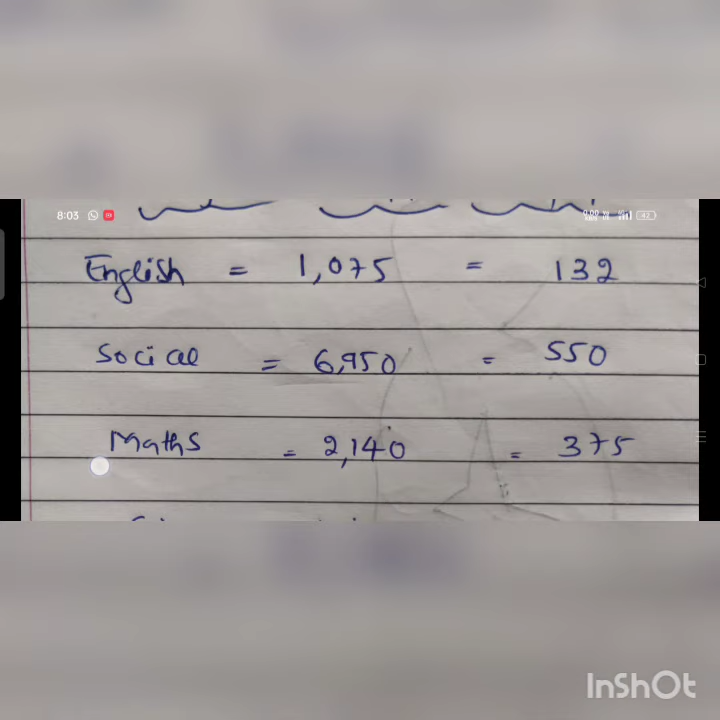 8:03
English = 1,075 = 132
Social = 6,950 = 550
Maths = 2,140 = 375
InShOt